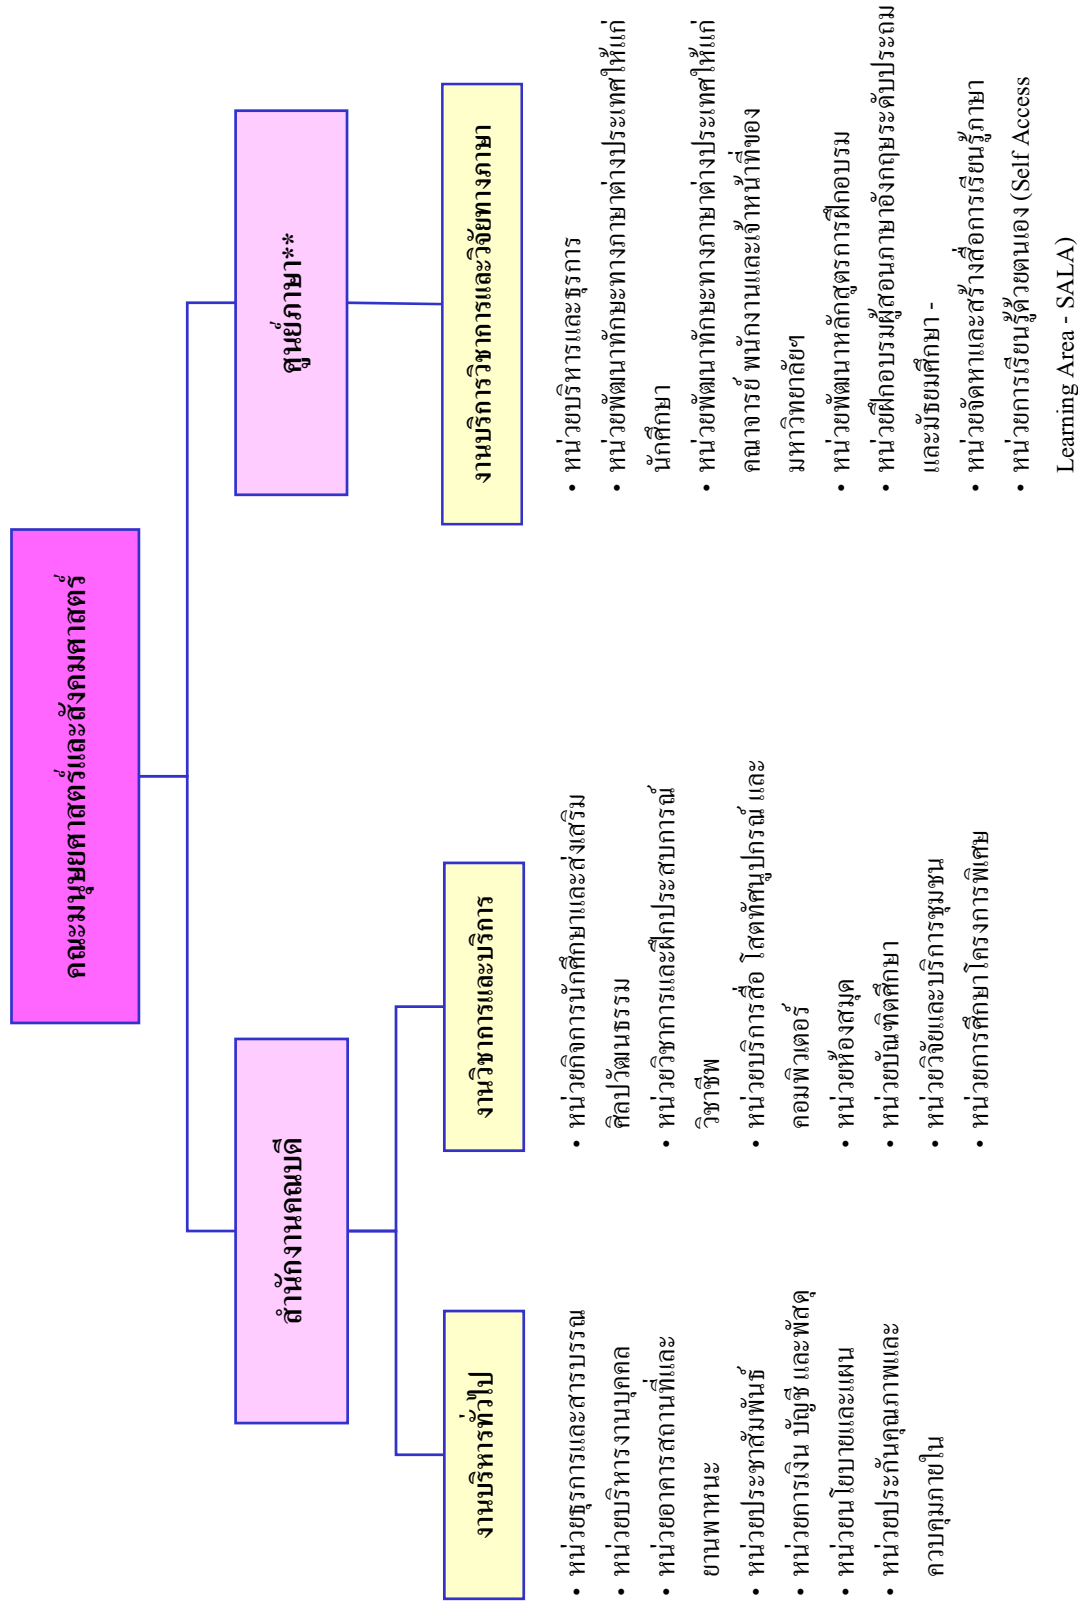 คณะมนุษยศาสตร์และสังคมศาสตร์
สำนักงานคณบดี
ศูนย์ภาษา**
งานบริหารทั่วไป
งานวิชาการและบริการ
งานบริการวิชาการและวิจัยทางภาษา
• หน่วยธุรการและสารบรรณ
• หน่วยบริหารงานบุคคล
• หน่วยอาคารสถานที่และ
ยานพาหนะ
• หน่วยประชาสัมพันธ์
• หน่วยการเงิน บัญชี และพัสดุ
• หน่วยนโยบายและแผน
• หน่วยประกันคุณภาพและ
ควบคุมภายใน
• หน่วยกิจการนักศึกษาและส่งเสริม
ศิลปวัฒนธรรม
• หน่วยวิชาการและฝึกประสบการณ์
วิชาชีพ
• หน่วยบริการสื่อ โสตทัศนูปกรณ์ และ
คอมพิวเตอร์
• หน่วยห้องสมุด
• หน่วยบัณฑิตศึกษา
• หน่วยวิจัยและบริการชุมชน
• หน่วยการศึกษาโครงการพิเศษ
• หน่วยบริหารและธุรการ
• หน่วยพัฒนาทักษะทางภาษาต่างประเทศให้แก่
นักศึกษา
• หน่วยพัฒนาทักษะทางภาษาต่างประเทศให้แก่
คณาจารย์ พนักงานและเจ้าหน้าที่ของ
มหาวิทยาลัยฯ
• หน่วยพัฒนาหลักสูตรการฝึกอบรม
• หน่วยฝึกอบรมผู้สอนภาษาอังกฤษระดับประถม
และมัธยมศึกษา -
• หน่วยจัดหาและสร้างสื่อการเรียนรู้ภาษา
• หน่วยการเรียนรู้ด้วยตนเอง (Self Access
Learning Area - SALA)